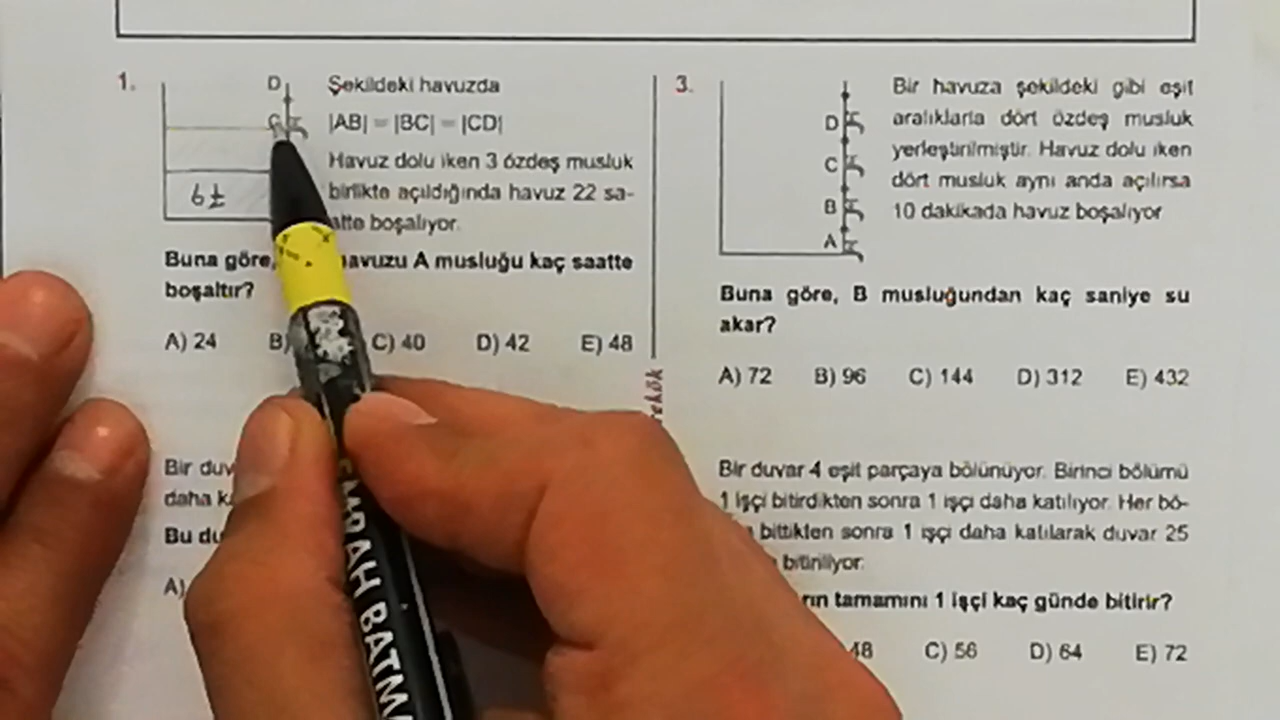 1.
D
C
6t
Şekildeki havuzda
|AB| = |BC| = |CD|
Havuz dolu iken 3 özdeş musluk
birlikte açıldığında havuz 22 sa-
atte boşalıyor.
Buna göre, havuzu A musluğu kaç saatte
boşaltır?
A) 24 B) C) 40 D) 42 E) 48
Bir duv
daha k
Bu du
A)
3.
D
C
B
A
Bir havuza şekildeki gibi eşit
aralıklarla dört özdeş musluk
yerleştirilmiştir. Havuz dolu iken
dört musluk aynı anda açılırsa
10 dakikada havuz boşalıyor
Buna göre, B musluğundan kaç saniye su
akar?
A) 72 B) 96 C) 144 D) 312 E) 432
Bir duvar 4 eşit parçaya bölünüyor. Birinci bölümü
1 işçi bitirdikten sonra 1 işçi daha katılıyor. Her bö-
bittikten sonra 1 işçi daha katılarak duvar 25
bitiriliyor.
rın tamamını 1 işçi kaç günde bitirir?
48 C) 56 D) 64 E) 72
rekök
EMRAH BATMA